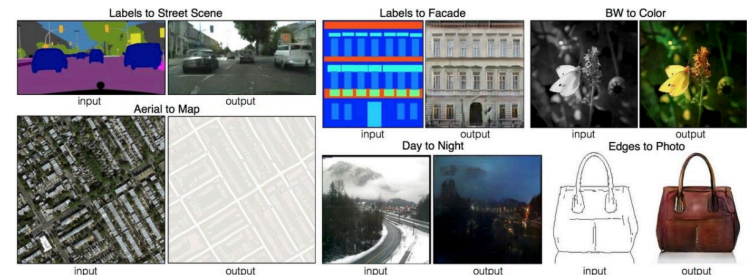 Labels to Street Scene
input output
Aerial to Map
input output
Labels to Facade
input output
BW to Color
input output
Day to Night
input output
Edges to Photo
input output